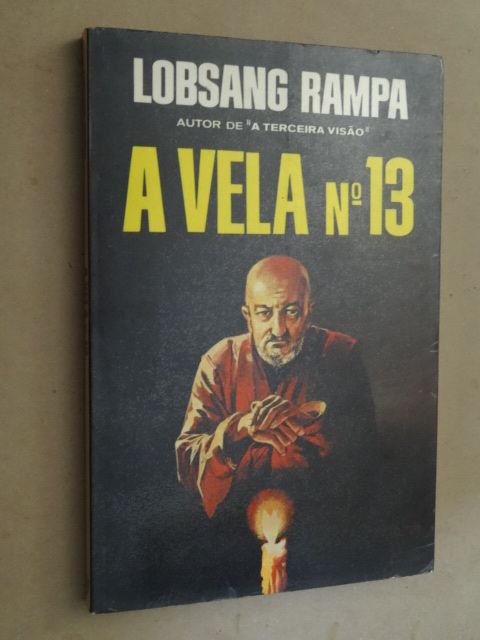 LOBSANG RAMPA
AUTOR DE "A TERCEIRA VISÃO"
A VELA Nº 13